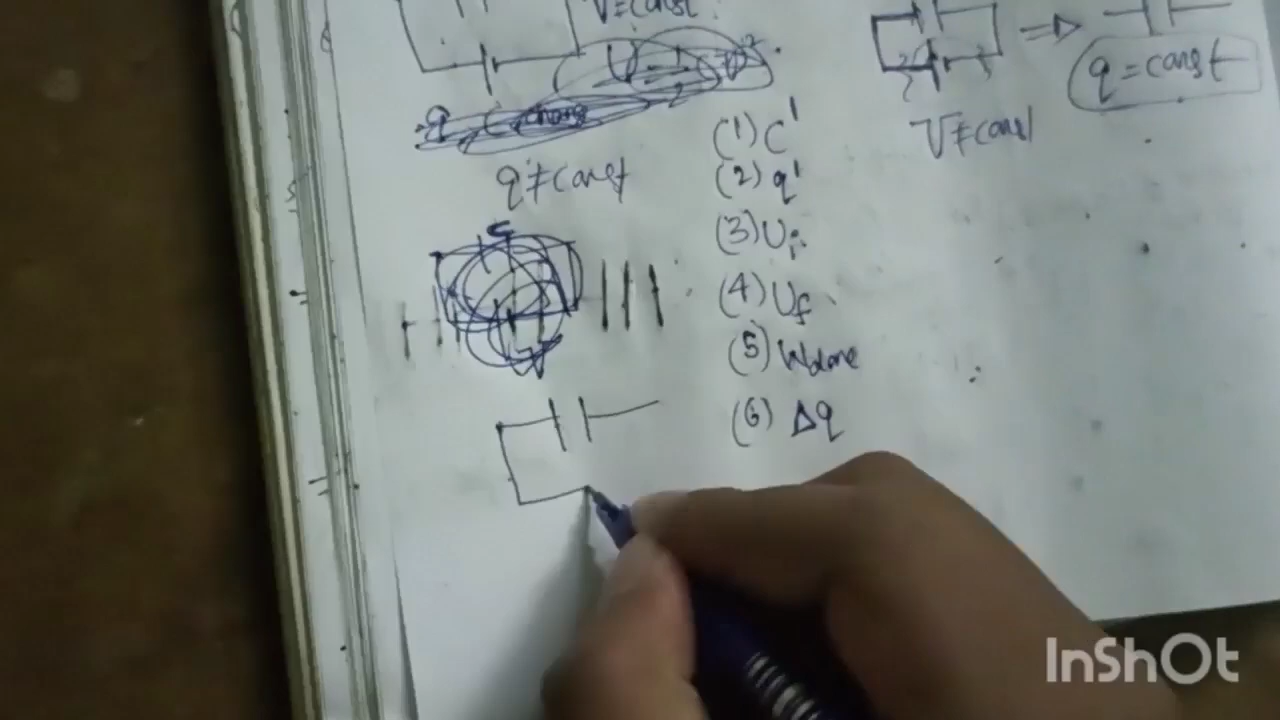 V = const
q = const
V ≠ const
q ≠ const
(1) C'
(2) q'
(3) Ui
(4) Uf
(5) Wdone
(6) Δq
InShOt